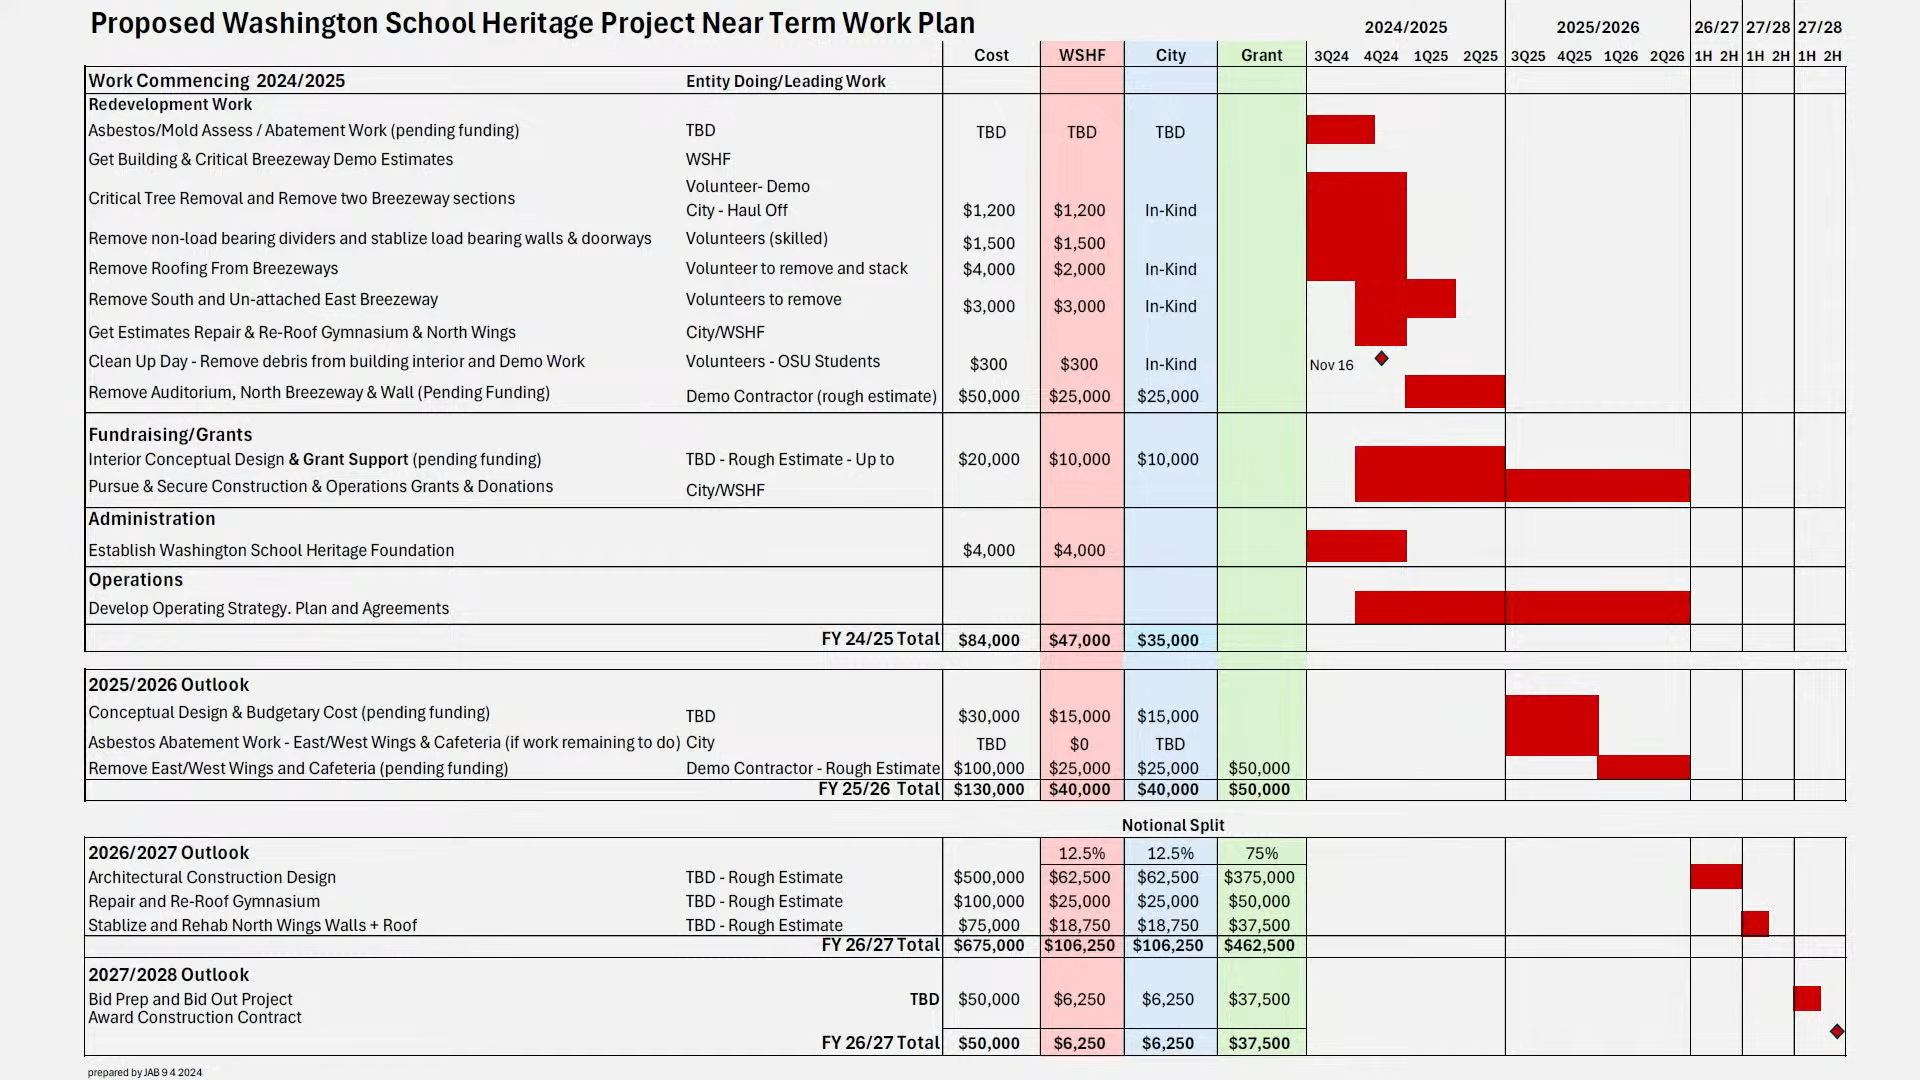 Proposed Washington School Heritage Project Near Term Work Plan
2024/2025 2025/2026 26/27 27/28 27/28
Cost WSHF City Grant 3Q24 4Q24 1Q25 2Q25 3Q25 4Q25 1Q26 2Q26 1H 2H 1H 2H 1H 2H
Work Commencing 2024/2025 Entity Doing/Leading Work
Redevelopment Work
Asbestos/Mold Assess / Abatement Work (pending funding) TBD TBD TBD TBD
Get Building & Critical Breezeway Demo Estimates WSHF
Critical Tree Removal and Remove two Breezeway sections Volunteer- Demo
City - Haul Off $1,200 $1,200 In-Kind
Remove non-load bearing dividers and stablize load bearing walls & doorways Volunteers (skilled) $1,500 $1,500
Remove Roofing From Breezeways Volunteer to remove and stack $4,000 $2,000 In-Kind
Remove South and Un-attached East Breezeway Volunteers to remove $3,000 $3,000 In-Kind
Get Estimates Repair & Re-Roof Gymnasium & North Wings City/WSHF
Clean Up Day - Remove debris from building interior and Demo Work Volunteers - OSU Students $300 $300 In-Kind Nov 16
Remove Auditorium, North Breezeway & Wall (Pending Funding) Demo Contractor (rough estimate) $50,000 $25,000 $25,000
Fundraising/Grants
Interior Conceptual Design & Grant Support (pending funding) TBD - Rough Estimate - Up to $20,000 $10,000 $10,000
Pursue & Secure Construction & Operations Grants & Donations City/WSHF
Administration
Establish Washington School Heritage Foundation $4,000 $4,000
Operations
Develop Operating Strategy. Plan and Agreements
FY 24/25 Total $84,000 $47,000 $35,000
2025/2026 Outlook
Conceptual Design & Budgetary Cost (pending funding) TBD $30,000 $15,000 $15,000
Asbestos Abatement Work - East/West Wings & Cafeteria (if work remaining to do) City TBD $0 TBD
Remove East/West Wings and Cafeteria (pending funding) Demo Contractor - Rough Estimate $100,000 $25,000 $25,000 $50,000
FY 25/26 Total $130,000 $40,000 $40,000 $50,000
Notional Split
2026/2027 Outlook 12.5% 12.5% 75%
Architectural Construction Design TBD - Rough Estimate $500,000 $62,500 $62,500 $375,000
Repair and Re-Roof Gymnasium TBD - Rough Estimate $100,000 $25,000 $25,000 $50,000
Stablize and Rehab North Wings Walls + Roof TBD - Rough Estimate $75,000 $18,750 $18,750 $37,500
FY 26/27 Total $675,000 $106,250 $106,250 $462,500
2027/2028 Outlook
Bid Prep and Bid Out Project TBD $50,000 $6,250 $6,250 $37,500
Award Construction Contract
FY 26/27 Total $50,000 $6,250 $6,250 $37,500
prepared by JAB 9 4 2024